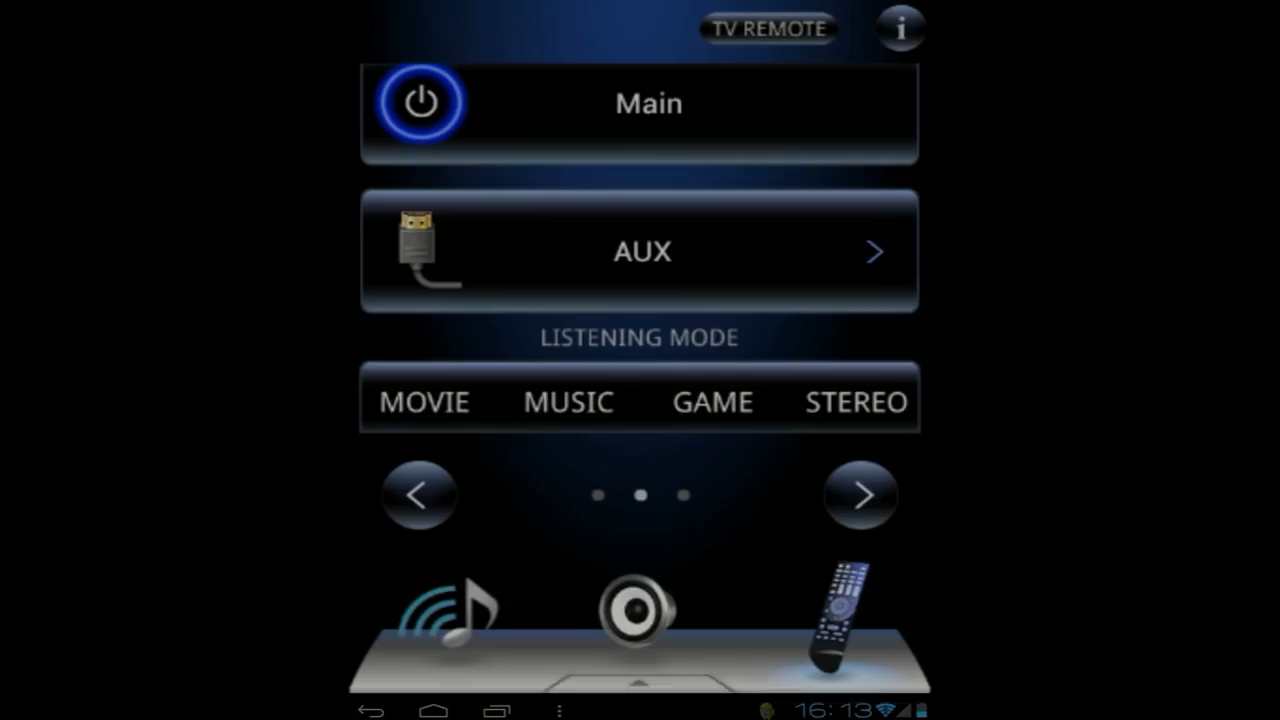 TV REMOTE
i
Main
AUX
LISTENING MODE
MOVIE MUSIC GAME STEREO
16:13